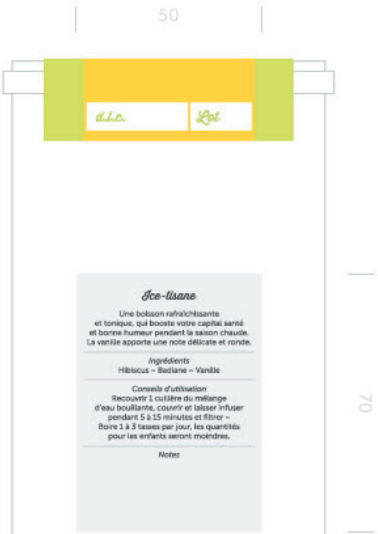 50
d.l.c. Lot
Ice-tisane
Une boisson rafraîchissante
et tonique, qui booste votre capital santé
et bonne humeur pendant la saison chaude.
La vanille apporte une note délicate et ronde.
Ingrédients
Hibiscus – Badiane – Vanille
Conseils d'utilisation
Recouvrir 1 cuillère du mélange
d'eau bouillante, couvrir et laisser infuser
pendant 5 à 15 minutes et filtrer –
Boire 1 à 3 tasses par jour, les quantités
pour les enfants seront moindres.
Notes
70